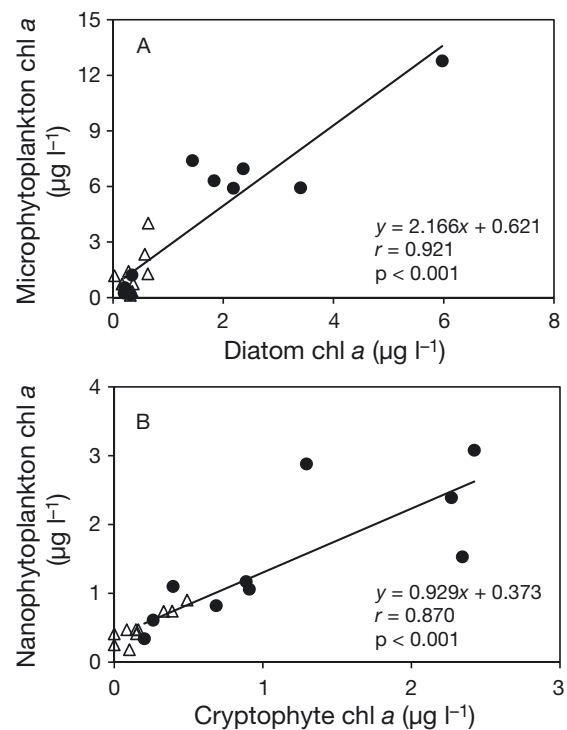 A
15
12
9
6
3
0
Microphytoplankton chl a
(µg l–1)
y = 2.166x + 0.621
r = 0.921
p < 0.001
0 2 4 6 8
Diatom chl a (µg l–1)
B
4
3
2
1
0
Nanophytoplankton chl a
(µg l–1)
y = 0.929x + 0.373
r = 0.870
p < 0.001
0 1 2 3
Cryptophyte chl a (µg l–1)